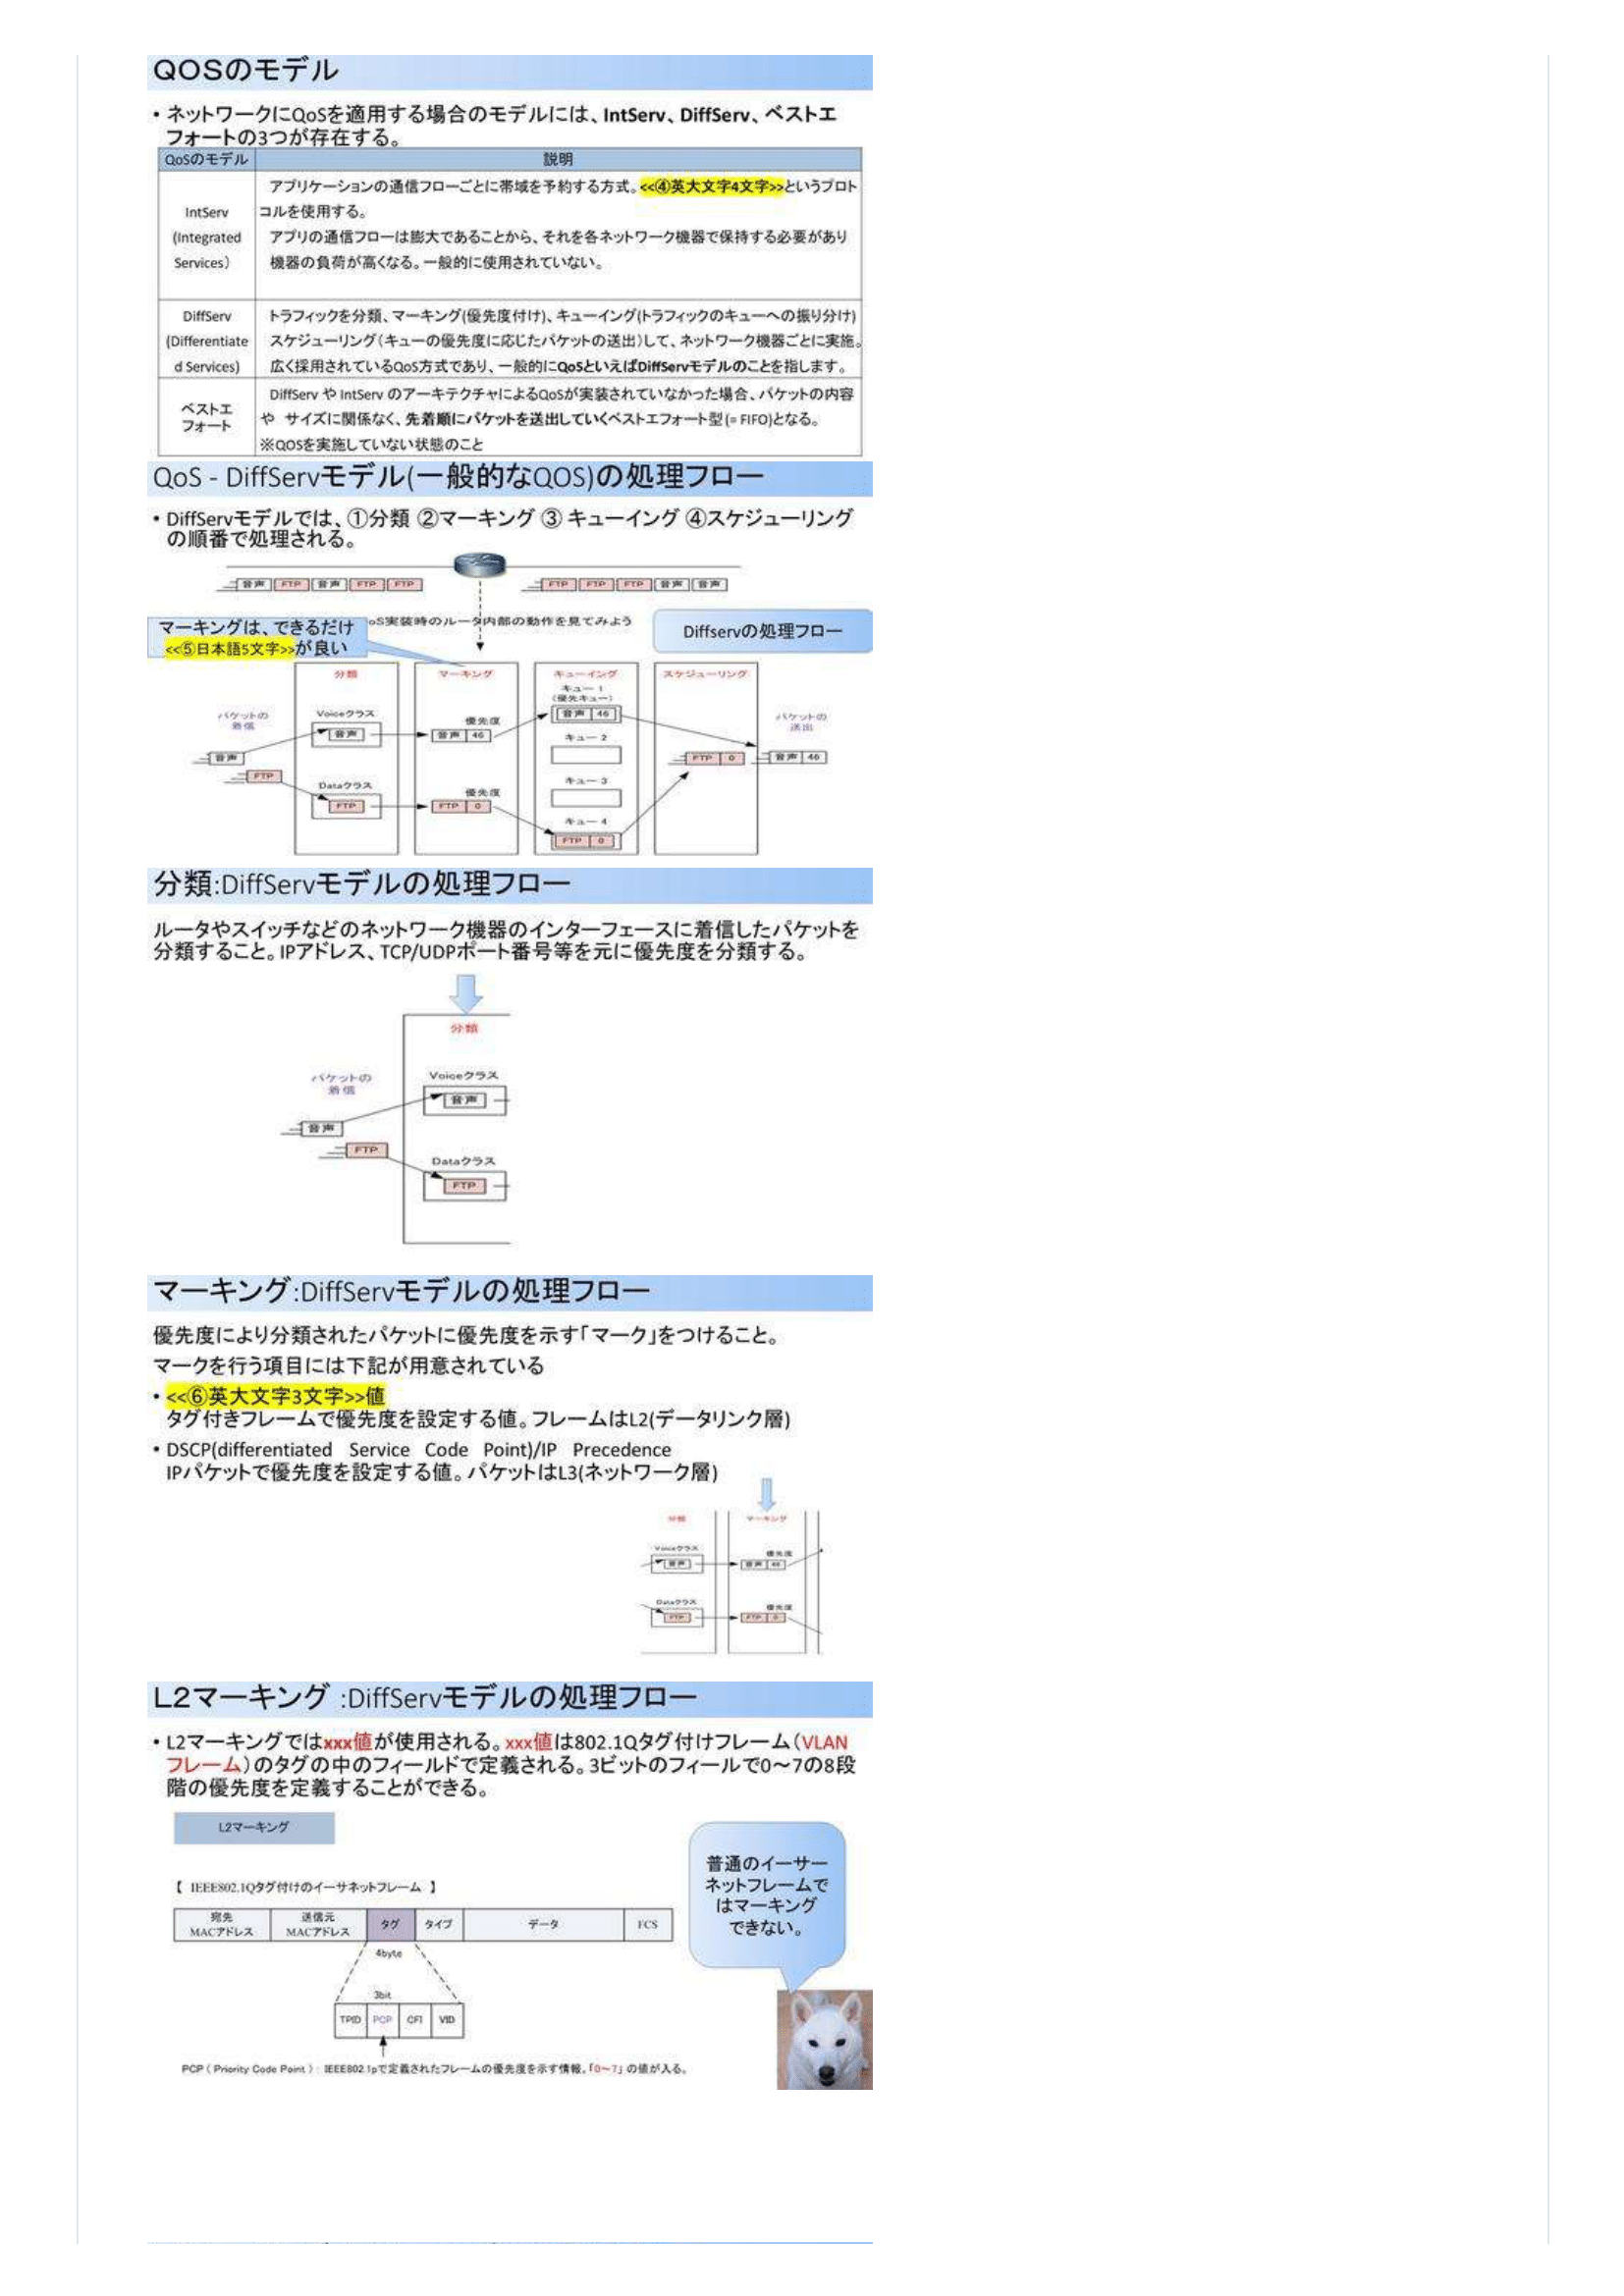 QOSのモデル
• ネットワークにQoSを適用する場合のモデルには、IntServ、DiffServ、ベストエ
フォートの3つが存在する。
QoSのモデル 説明
IntServ
(Integrated
Services)
アプリケーションの通信フローごとに帯域を予約する方式。<<④英大文字4文字>>というプロト
コルを使用する。
アプリの通信フローは膨大であることから、それを各ネットワーク機器で保持する必要があり
機器の負荷が高くなる。一般的に使用されていない。
DiffServ
(Differentiate
d Services)
トラフィックを分類、マーキング(優先度付け)、キューイング(トラフィックのキューへの振り分け)
スケジューリング(キューの優先度に応じたパケットの送出)して、ネットワーク機器ごとに実施。
広く採用されているQoS方式であり、一般的にQoSといえばDiffServモデルのことを指します。
ベストエ
フォート
DiffServ や IntServ のアーキテクチャによるQoSが実装されていなかった場合、パケットの内容
や サイズに関係なく、先着順にパケットを送出していくベストエフォート型 (= FIFO)となる。
※QOSを実施していない状態のこと
QoS - DiffServモデル(一般的なQOS)の処理フロー
• DiffServモデルでは、①分類 ②マーキング ③ キューイング ④スケジューリング
の順番で処理される。
音声 FTP 音声 FTP FTP
FTP FTP FTP 音声 音声
oS実装時のルータ内部の動作を見てみよう
マーキングは、できるだけ
<<⑤日本語5文字>>が良い
Diffservの処理フロー
分類 マーキング キューイング スケジューリング
キュー 1
(優先キュー)
パケットの
着信
Voiceクラス
音声
優先度
音声 46
音声 46
キュー 2
パケットの
送出
音声
FTP
FTP 0
音声 46
キュー 3
Dataクラス
FTP
優先度
FTP 0
キュー 4
FTP 0
分類:DiffServモデルの処理フロー
ルータやスイッチなどのネットワーク機器のインターフェースに着信したパケットを
分類すること。IPアドレス、TCP/UDPポート番号等を元に優先度を分類する。
分類
パケットの
着信
Voiceクラス
音声
音声
FTP
Dataクラス
FTP
マーキング:DiffServモデルの処理フロー
優先度により分類されたパケットに優先度を示す「マーク」をつけること。
マークを行う項目には下記が用意されている
• <<⑥英大文字3文字>>値
タグ付きフレームで優先度を設定する値。フレームはL2(データリンク層)
• DSCP(differentiated Service Code Point)/IP Precedence
IPパケットで優先度を設定する値。パケットはL3(ネットワーク層)
分類 マーキング
Voiceクラス
音声
優先度
音声 46
Dataクラス
FTP
優先度
FTP 0
L2マーキング :DiffServモデルの処理フロー
• L2マーキングではxxx値が使用される。xxx値は802.1Qタグ付けフレーム(VLAN
フレーム)のタグの中のフィールドで定義される。3ビットのフィールで0～7の8段
階の優先度を定義することができる。
L2マーキング
普通のイーサー
ネットフレームで
はマーキング
できない。
【 IEEE802.1Qタグ付けのイーサネットフレーム 】
宛先
MACアドレス
送信元
MACアドレス
タグ タイプ データ FCS
4byte
3bit
TPID PCP CFI VID
PCP ( Priority Code Point ) : IEEE802.1pで定義されたフレームの優先度を示す情報。「0～7」の値が入る。